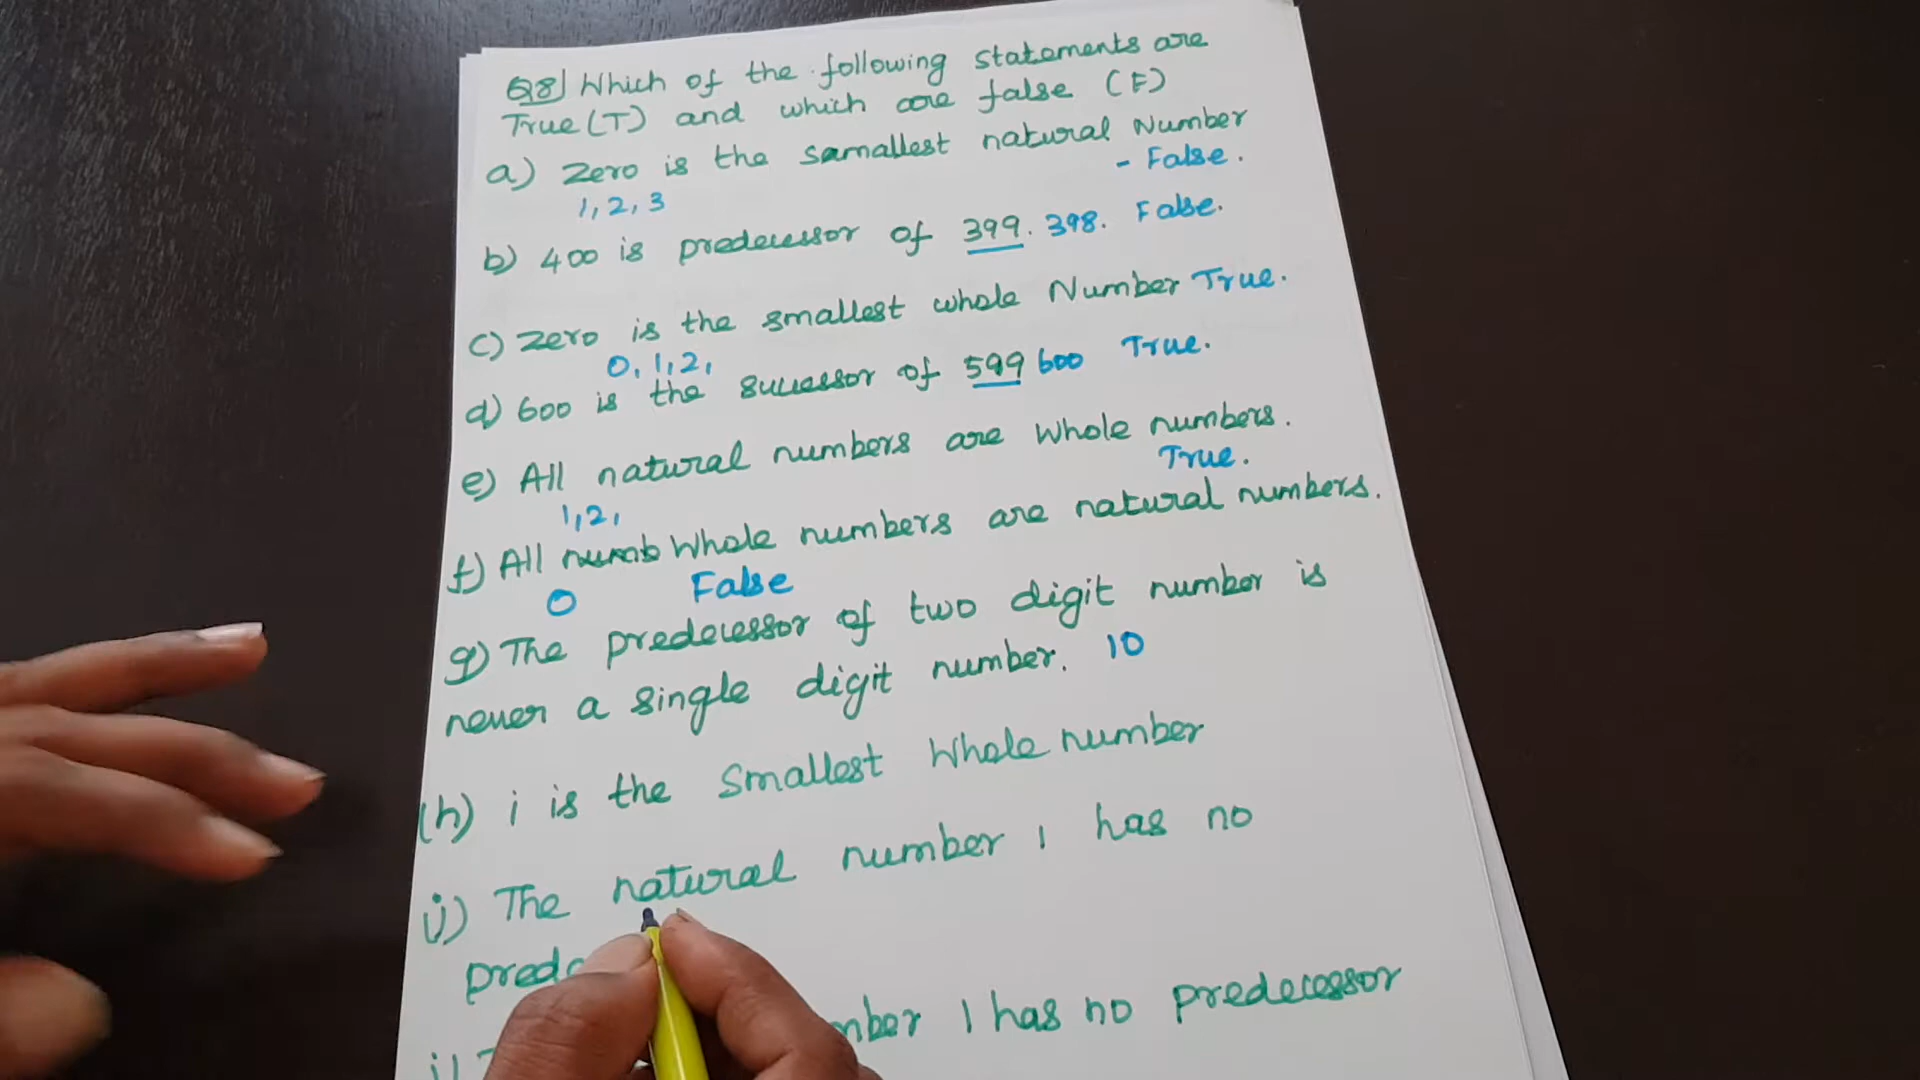 Q8) Which of the following statements are
True (T) and which are false (F)
a) Zero is the samallest natural Number
- False.
1, 2, 3
b) 400 is predecessor of 399. 398. False.
c) Zero is the smallest whole Number True.
0, 1, 2,
d) 600 is the sucessor of 599 600 True.
e) All natural numbers are Whole numbers.
True.
1, 2,
f) All numb Whole numbers are natural numbers.
0 False
g) The predecessor of two digit number is
never a single digit number. 10
(h) i is the Smallest Whole number
i) The natural number 1 has no
1 has no predecessor